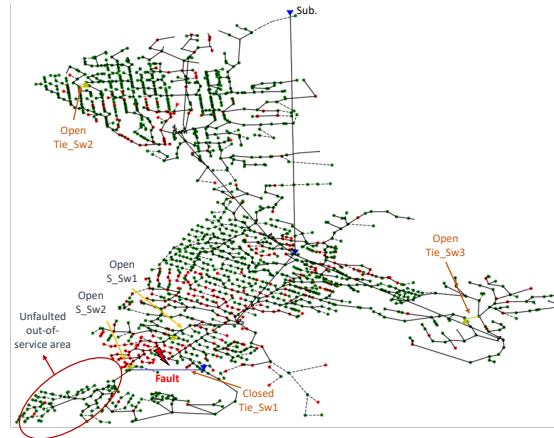 Sub.
Open
Tie_Sw2
Open
Tie_Sw3
Open
S_Sw1
Open
S_Sw2
Unfaulted
out-of-
service area
Fault
Closed
Tie_Sw1